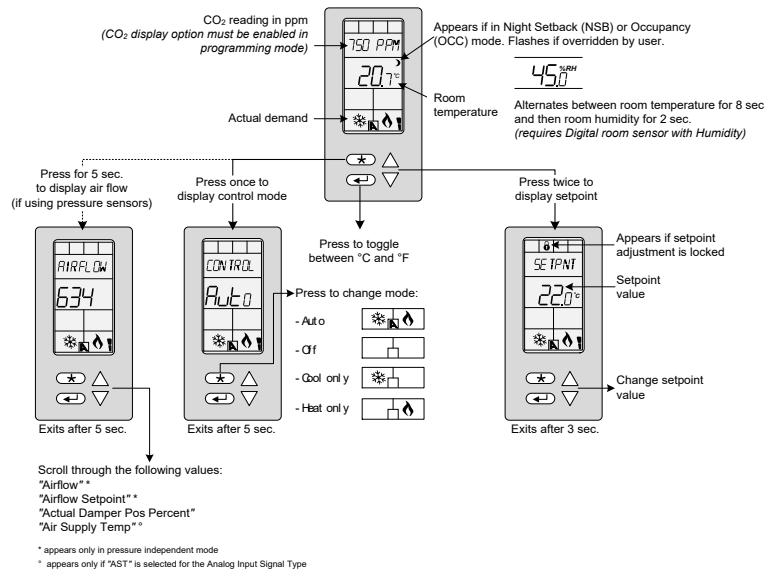 CO₂ reading in ppm
(CO₂ display option must be enabled in
programming mode)
750 PPM
20.7°C
Appears if in Night Setback (NSB) or Occupancy
(OCC) mode. Flashes if overridden by user.
45.0 %RH
Room
temperature
Alternates between room temperature for 8 sec
and then room humidity for 2 sec.
(requires Digital room sensor with Humidity)
Actual demand
A
Press for 5 sec.
to display air flow
(if using pressure sensors)
Press once to
display control mode
Press twice to
display setpoint
Press to toggle
between °C and °F
AIRFLOW
634
A
Exits after 5 sec.
CONTROL
Auto
A
Exits after 5 sec.
Press to change mode:
- Auto
A
- Off
- Cool only
- Heat only
SETPNT
22.0°C
A
Exits after 3 sec.
Appears if setpoint
adjustment is locked
Setpoint
value
Change setpoint
value
Scroll through the following values:
"Airflow" *
"Airflow Setpoint" *
"Actual Damper Pos Percent"
"Air Supply Temp" °
* appears only in pressure independent mode
° appears only if "AST" is selected for the Analog Input Signal Type